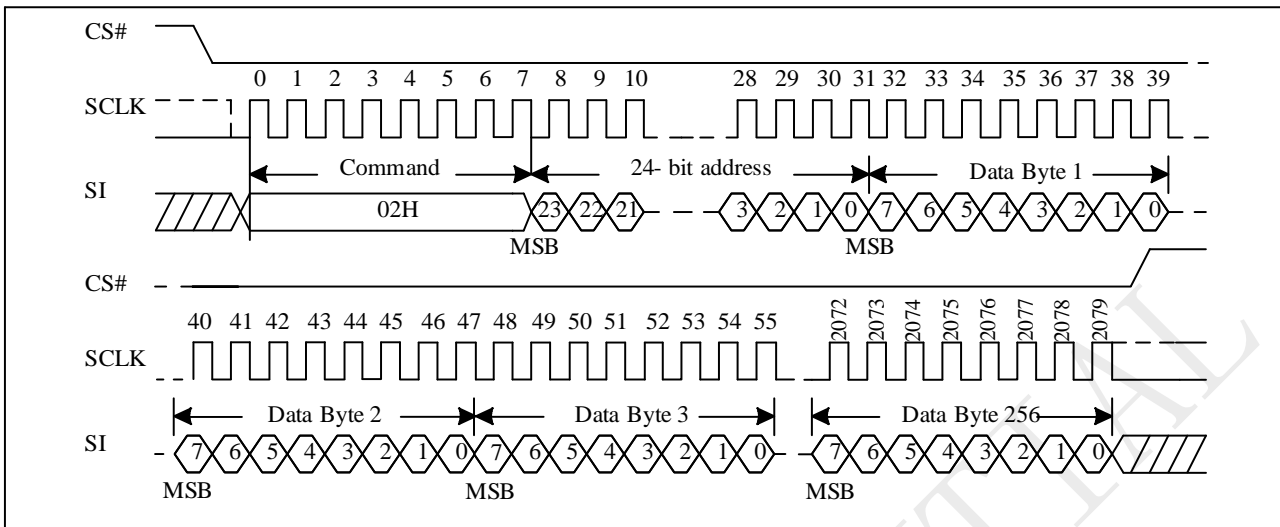 CS#
0 1 2 3 4 5 6 7 8 9 10 28 29 30 31 32 33 34 35 36 37 38 39
SCLK
Command 24- bit address Data Byte 1
SI
02H 23 22 21 3 2 1 0 7 6 5 4 3 2 1 0
MSB MSB
CS#
40 41 42 43 44 45 46 47 48 49 50 51 52 53 54 55 2072 2073 2074 2075 2076 2077 2078 2079
SCLK
Data Byte 2 Data Byte 3 Data Byte 256
SI
7 6 5 4 3 2 1 0 7 6 5 4 3 2 1 0 7 6 5 4 3 2 1 0
MSB MSB MSB
TIAL